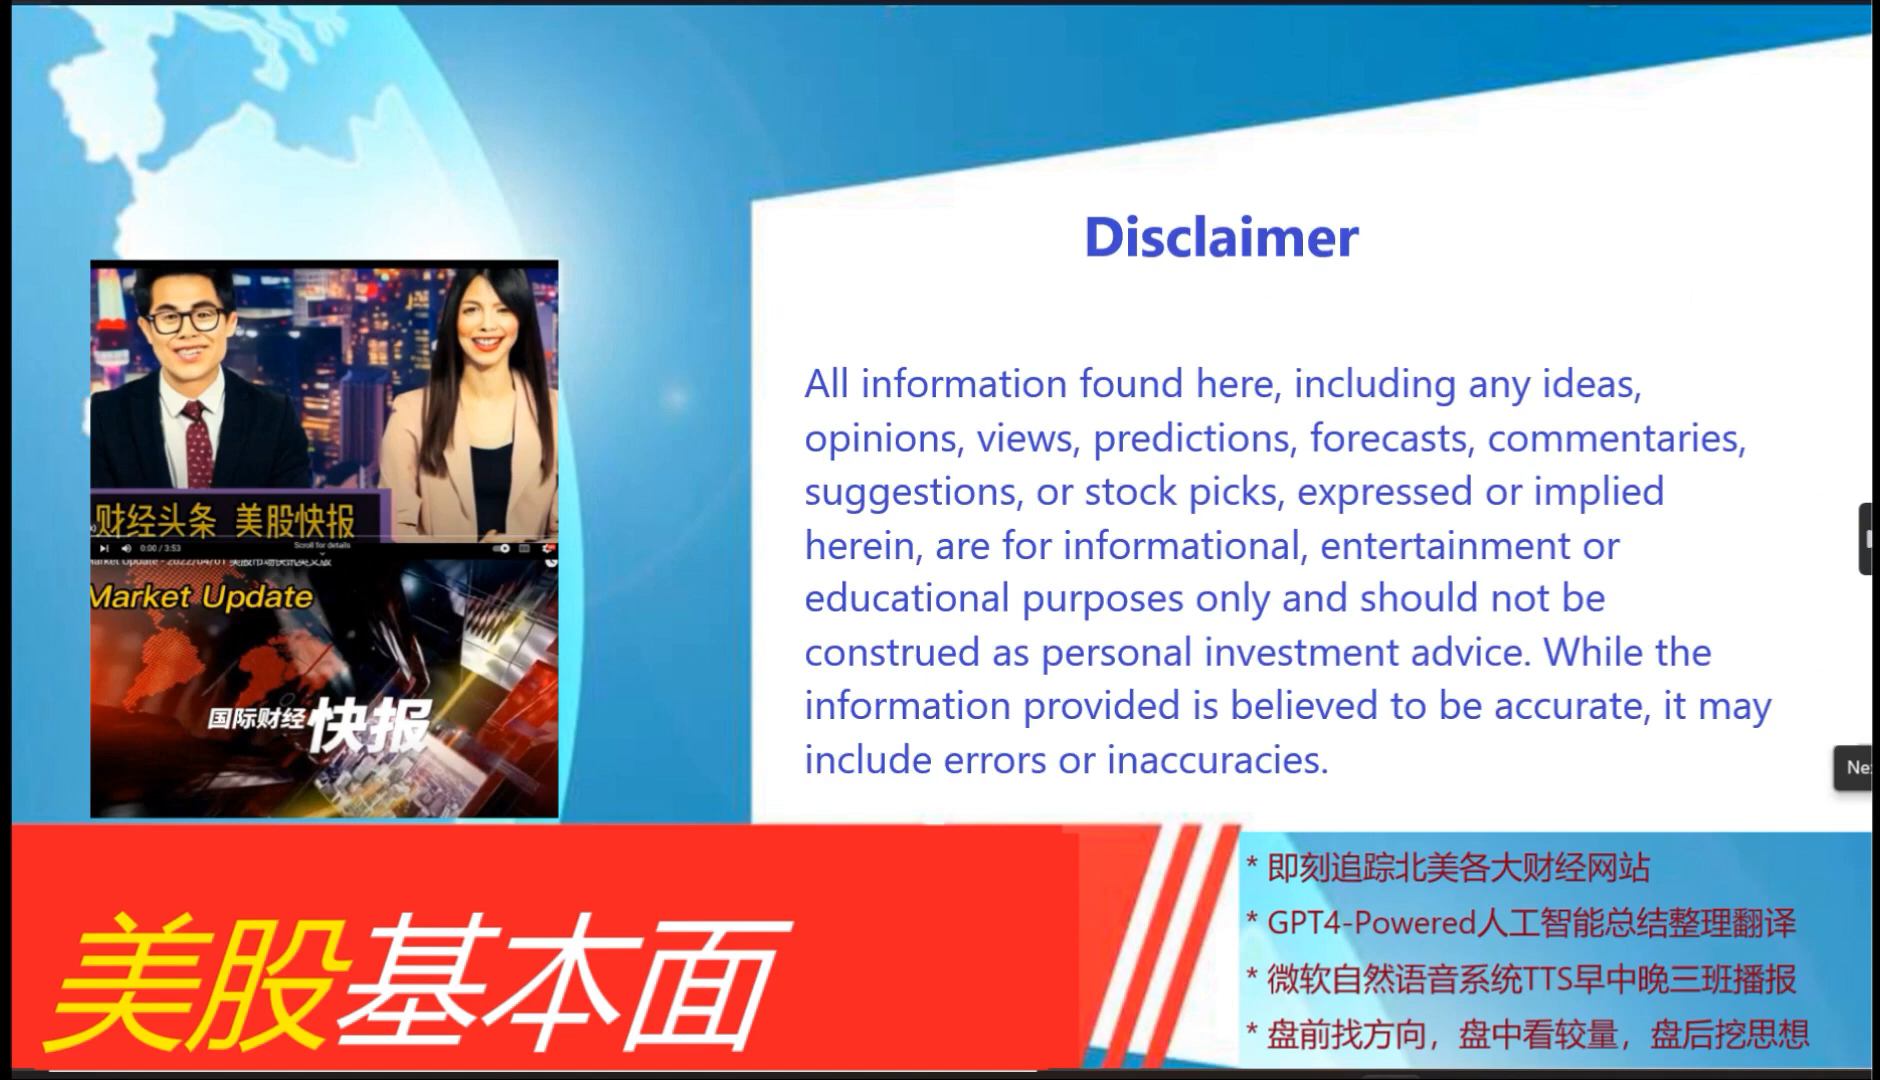 Disclaimer
All information found here, including any ideas,
opinions, views, predictions, forecasts, commentaries,
suggestions, or stock picks, expressed or implied
herein, are for informational, entertainment or
educational purposes only and should not be
construed as personal investment advice. While the
information provided is believed to be accurate, it may
include errors or inaccuracies.
财经头条 美股快报
0:00 / 3:53
Scroll for details
Market Update
国际财经快报
美股基本面
* 即刻追踪北美各大财经网站
* GPT4-Powered人工智能总结整理翻译
* 微软自然语音系统TTS早中晚三班播报
* 盘前找方向，盘中看较量，盘后挖思想